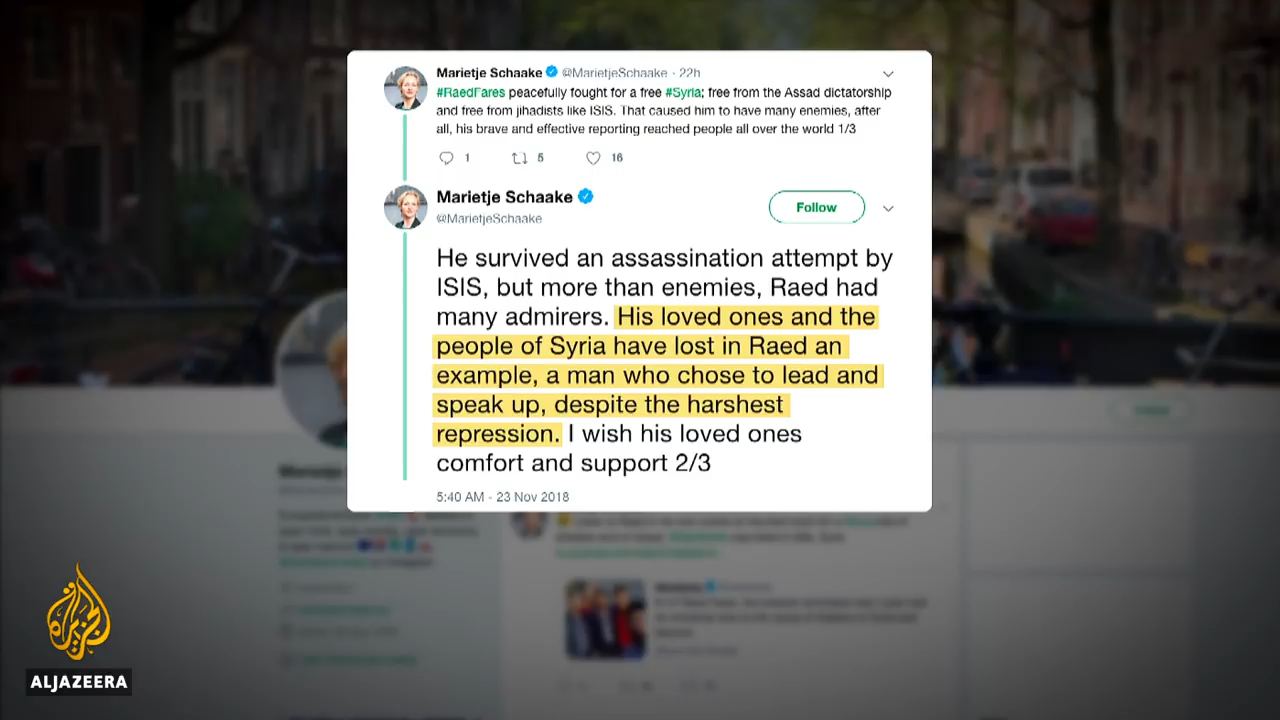 Marietje Schaake @MarietjeSchaake · 22h
#RaedFares peacefully fought for a free #Syria; free from the Assad dictatorship
and free from jihadists like ISIS. That caused him to have many enemies, after
all, his brave and effective reporting reached people all over the world 1/3
1 5 16
Marietje Schaake
@MarietjeSchaake
Follow
He survived an assassination attempt by
ISIS, but more than enemies, Raed had
many admirers. His loved ones and the
people of Syria have lost in Raed an
example, a man who chose to lead and
speak up, despite the harshest
repression. I wish his loved ones
comfort and support 2/3
5:40 AM - 23 Nov 2018
ALJAZEERA